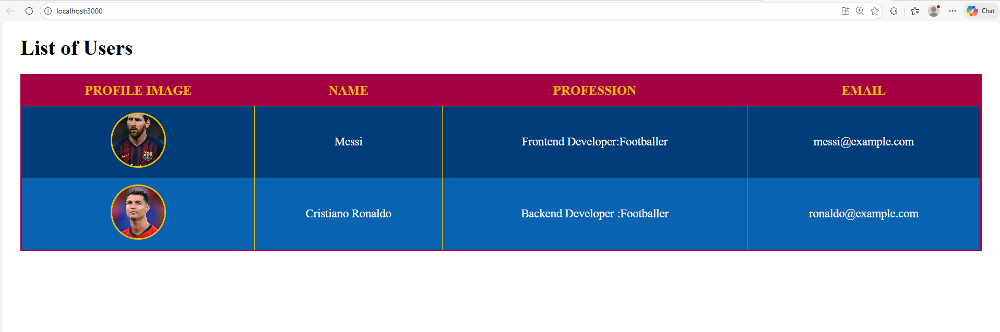 localhost:3000
Chat
List of Users
PROFILE IMAGE NAME PROFESSION EMAIL
Messi Frontend Developer:Footballer messi@example.com
Cristiano Ronaldo Backend Developer :Footballer ronaldo@example.com